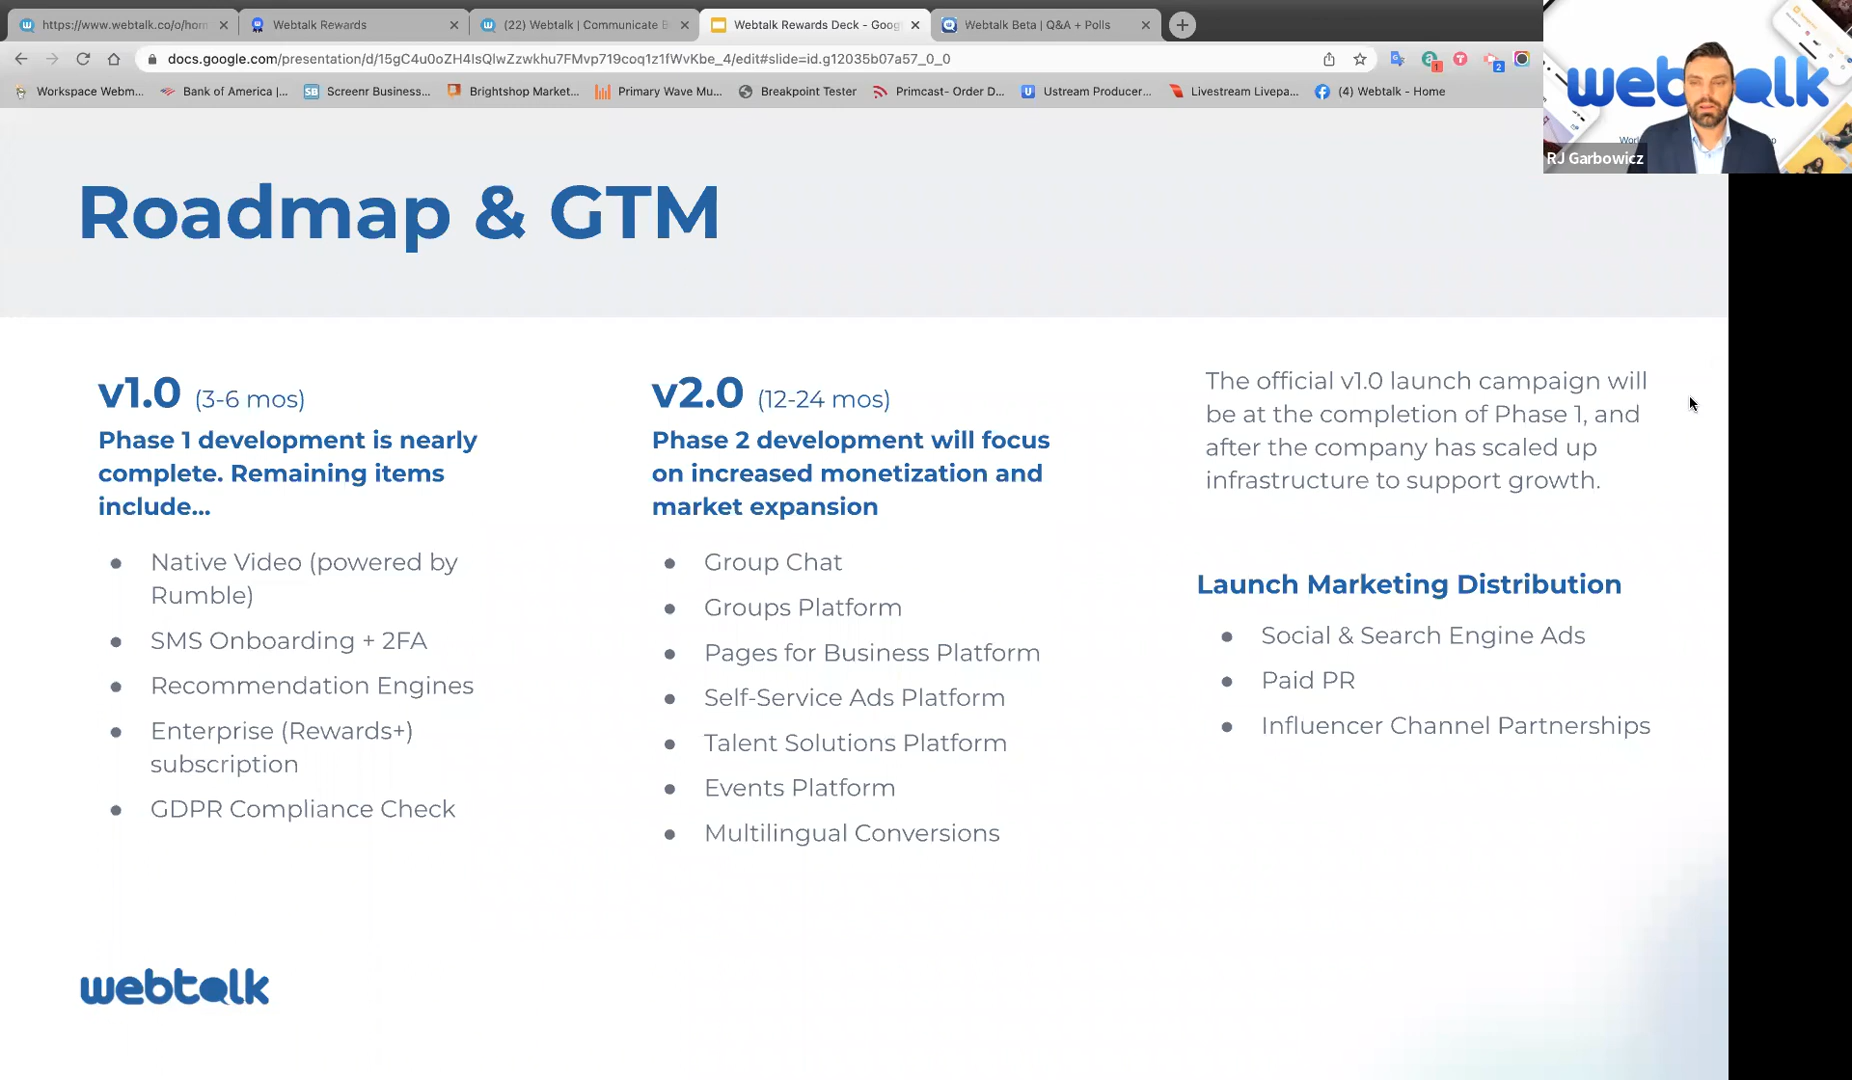 https://www.webtalk.co/o/hom
Webtalk Rewards
(22) Webtalk | Communicate B
Webtalk Rewards Deck - Goog
Webtalk Beta | Q&A + Polls
docs.google.com/presentation/d/15gC4u0oZH4IsQlwZzwkhu7FMvp719coq1z1fWvKbe_4/edit#slide=id.g12035b07a57_0_0
Workspace Webm...
Bank of America |...
Screenr Business...
Brightshop Market...
Primary Wave Mu...
Breakpoint Tester
Primcast- Order D...
Ustream Producer...
Livestream Livepa...
(4) Webtalk - Home
RJ Garbowicz
Roadmap & GTM
v1.0 (3-6 mos)
Phase 1 development is nearly
complete. Remaining items
include...
● Native Video (powered by
Rumble)
● SMS Onboarding + 2FA
● Recommendation Engines
● Enterprise (Rewards+)
subscription
● GDPR Compliance Check
v2.0 (12-24 mos)
Phase 2 development will focus
on increased monetization and
market expansion
● Group Chat
● Groups Platform
● Pages for Business Platform
● Self-Service Ads Platform
● Talent Solutions Platform
● Events Platform
● Multilingual Conversions
The official v1.0 launch campaign will
be at the completion of Phase 1, and
after the company has scaled up
infrastructure to support growth.
Launch Marketing Distribution
● Social & Search Engine Ads
● Paid PR
● Influencer Channel Partnerships
webtalk